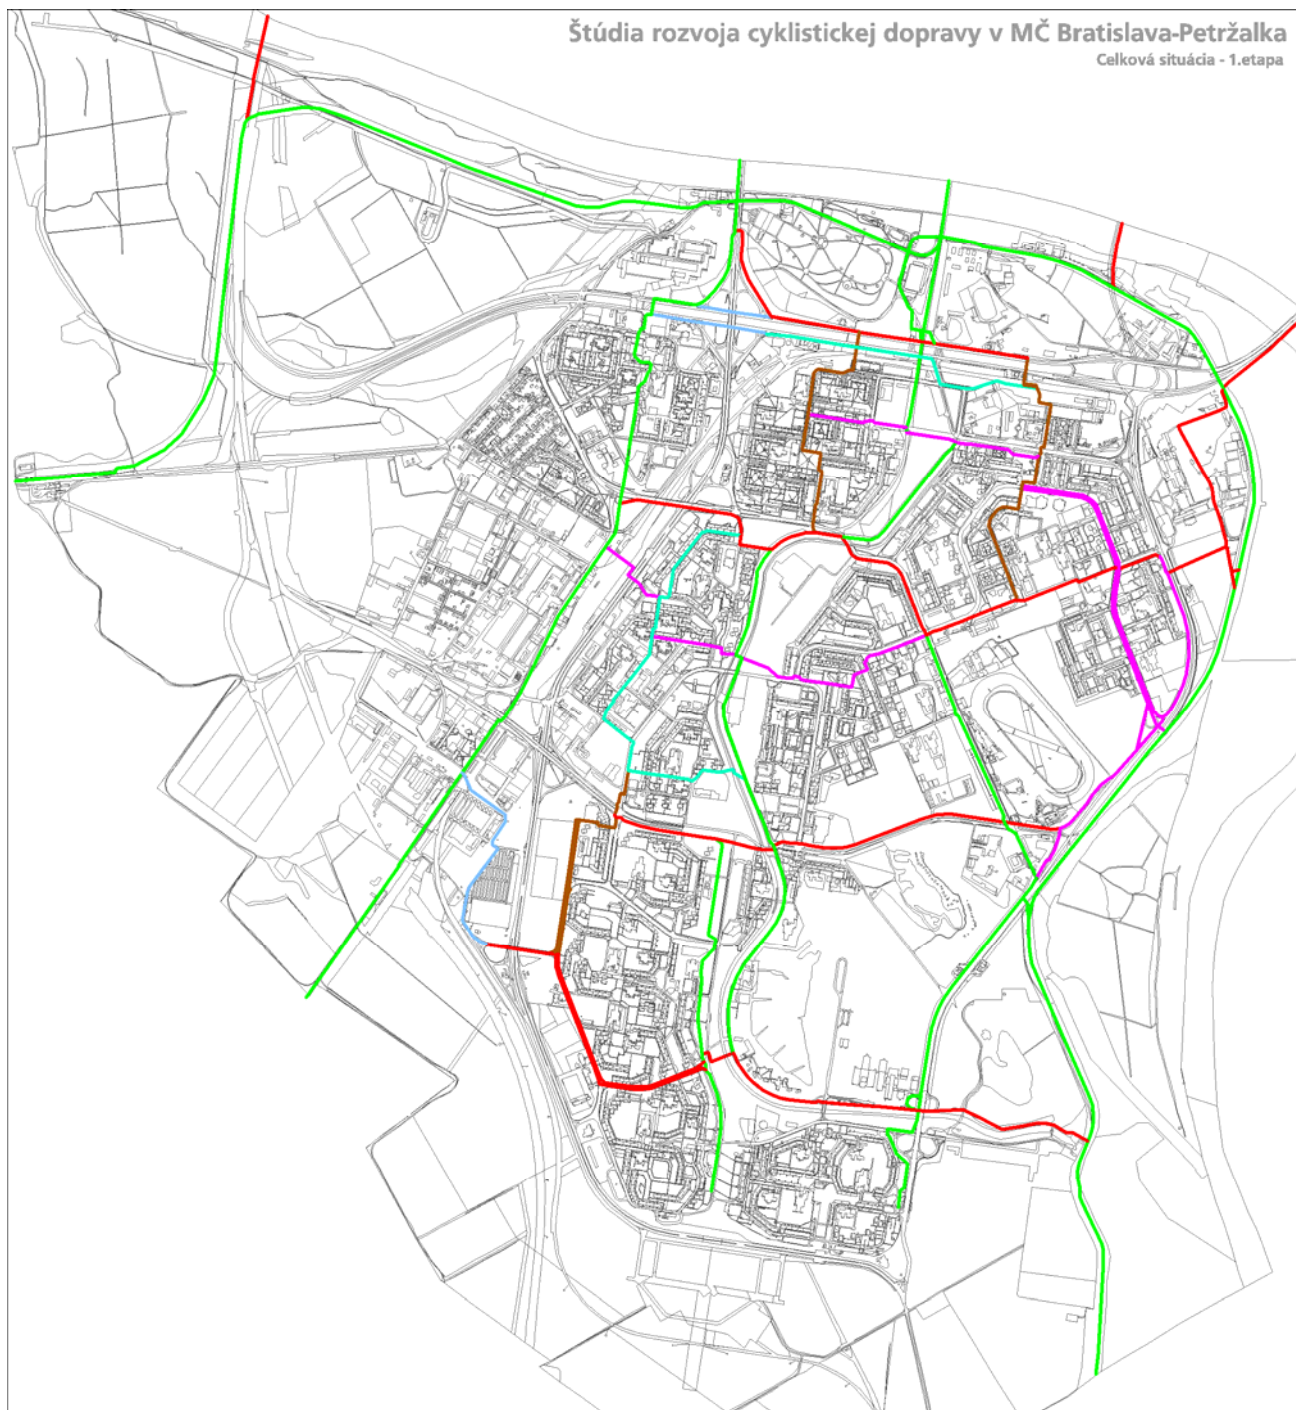 Štúdia rozvoja cyklistickej dopravy v MČ Bratislava-Petržalka
Celková situácia - 1.etapa